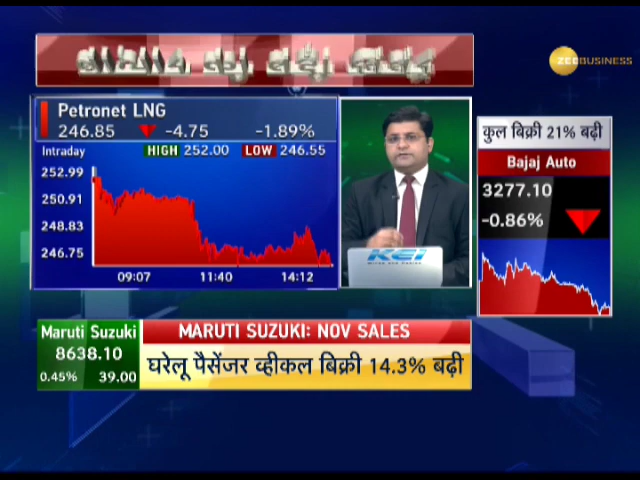 ZEE BUSINESS
Petronet LNG
246.85 -4.75 -1.89%
Intraday HIGH 252.00 LOW 246.55
252.99
250.91
248.83
246.75
09:07 11:40 14:12
KEI
कुल बिक्री 21% बढ़ी
Bajaj Auto
3277.10
-0.86%
Maruti Suzuki
8638.10
0.45% 39.00
MARUTI SUZUKI: NOV SALES
घरेलू पैसेंजर व्हीकल बिक्री 14.3% बढ़ी